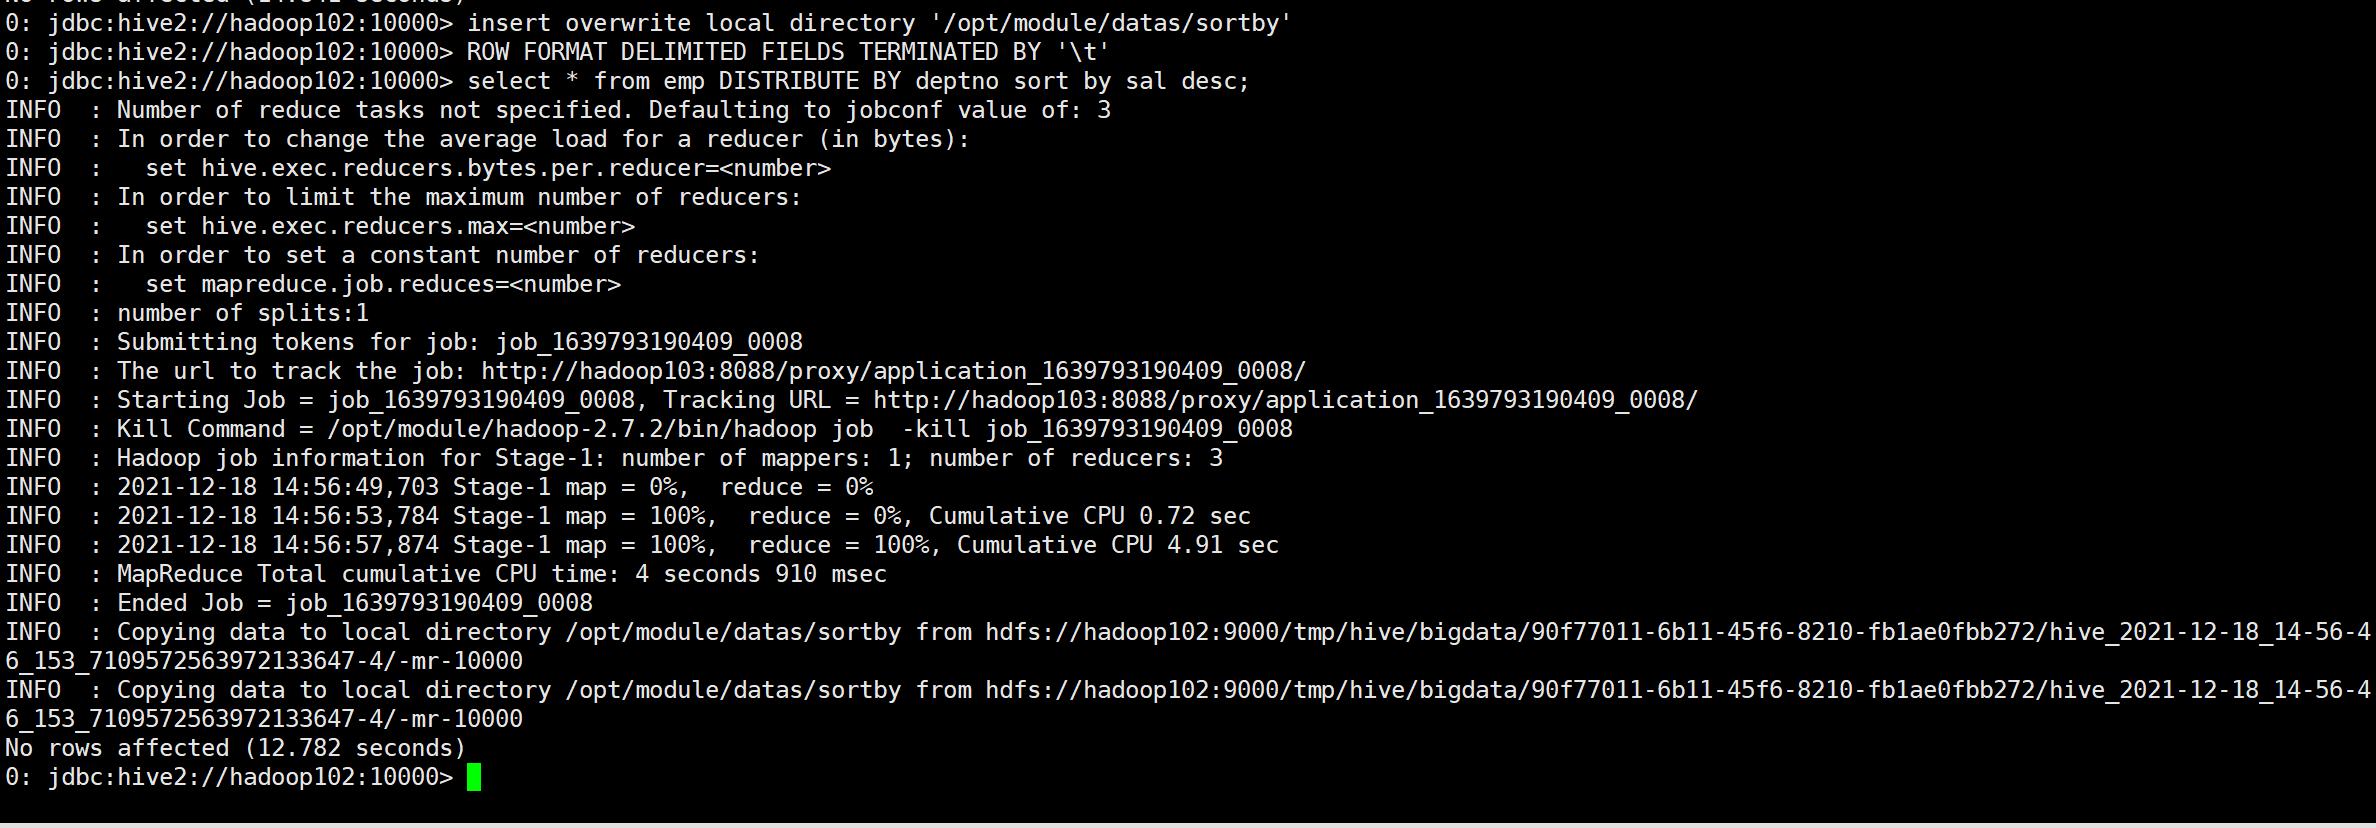 0: jdbc:hive2://hadoop102:10000> insert overwrite local directory '/opt/module/datas/sortby'
0: jdbc:hive2://hadoop102:10000> ROW FORMAT DELIMITED FIELDS TERMINATED BY '\t'
0: jdbc:hive2://hadoop102:10000> select * from emp DISTRIBUTE BY deptno sort by sal desc;
INFO  : Number of reduce tasks not specified. Defaulting to jobconf value of: 3
INFO  : In order to change the average load for a reducer (in bytes):
INFO  :   set hive.exec.reducers.bytes.per.reducer=<number>
INFO  : In order to limit the maximum number of reducers:
INFO  :   set hive.exec.reducers.max=<number>
INFO  : In order to set a constant number of reducers:
INFO  :   set mapreduce.job.reduces=<number>
INFO  : number of splits:1
INFO  : Submitting tokens for job: job_1639793190409_0008
INFO  : The url to track the job: http://hadoop103:8088/proxy/application_1639793190409_0008/
INFO  : Starting Job = job_1639793190409_0008, Tracking URL = http://hadoop103:8088/proxy/application_1639793190409_0008/
INFO  : Kill Command = /opt/module/hadoop-2.7.2/bin/hadoop job  -kill job_1639793190409_0008
INFO  : Hadoop job information for Stage-1: number of mappers: 1; number of reducers: 3
INFO  : 2021-12-18 14:56:49,703 Stage-1 map = 0%,  reduce = 0%
INFO  : 2021-12-18 14:56:53,784 Stage-1 map = 100%,  reduce = 0%, Cumulative CPU 0.72 sec
INFO  : 2021-12-18 14:56:57,874 Stage-1 map = 100%,  reduce = 100%, Cumulative CPU 4.91 sec
INFO  : MapReduce Total cumulative CPU time: 4 seconds 910 msec
INFO  : Ended Job = job_1639793190409_0008
INFO  : Copying data to local directory /opt/module/datas/sortby from hdfs://hadoop102:9000/tmp/hive/bigdata/90f77011-6b11-45f6-8210-fb1ae0fbb272/hive_2021-12-18_14-56-4
6_153_7109572563972133647-4/-mr-10000
INFO  : Copying data to local directory /opt/module/datas/sortby from hdfs://hadoop102:9000/tmp/hive/bigdata/90f77011-6b11-45f6-8210-fb1ae0fbb272/hive_2021-12-18_14-56-4
6_153_7109572563972133647-4/-mr-10000
No rows affected (12.782 seconds)
0: jdbc:hive2://hadoop102:10000>